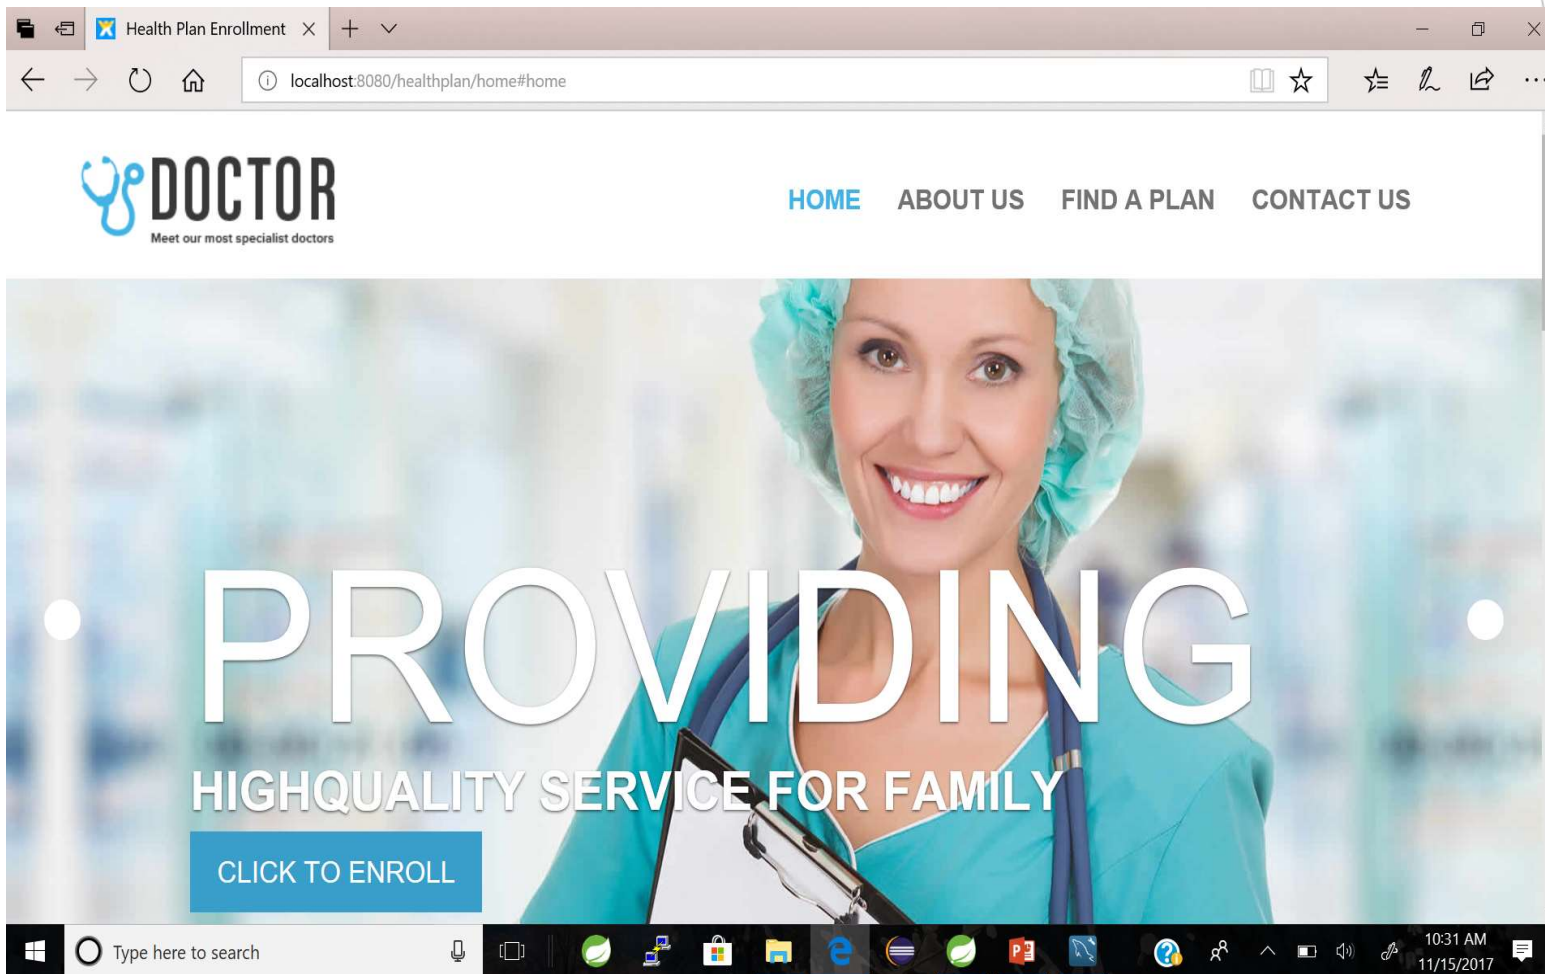 Health Plan Enrollment
localhost:8080/healthplan/home#home
DOCTOR
Meet our most specialist doctors
HOME ABOUT US FIND A PLAN CONTACT US
PROVIDING
HIGHQUALITY SERVICE FOR FAMILY
CLICK TO ENROLL
Type here to search
10:31 AM
11/15/2017